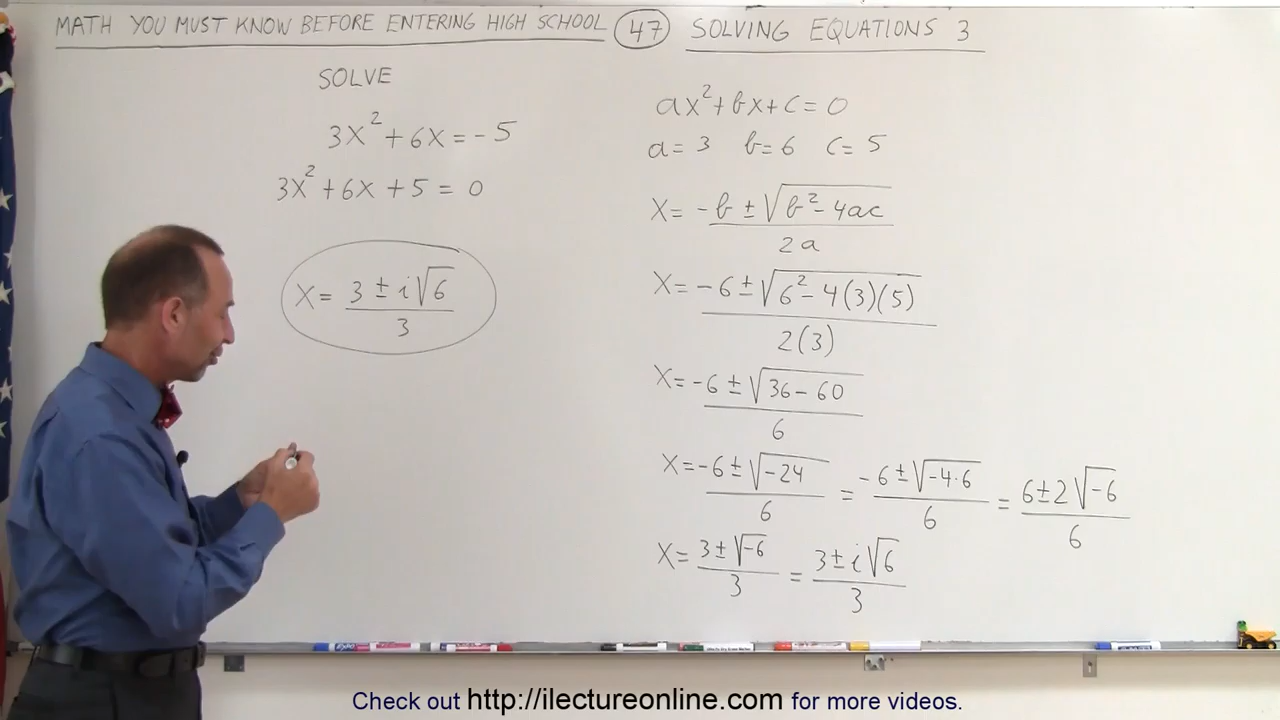 MATH YOU MUST KNOW BEFORE ENTERING HIGH SCHOOL 47 SOLVING EQUATIONS 3
SOLVE
3X² + 6X = - 5
3X² + 6X + 5 = 0
X = (3 ± i√6)/3
ax² + bx + c = 0
a = 3 b = 6 c = 5
X = (-b ± √(b² - 4ac))/(2a)
X = (-6 ± √(6² - 4(3)(5)))/(2(3))
X = (-6 ± √(36 - 60))/6
X = (-6 ± √(-24))/6 = (-6 ± √(-4·6))/6 = (6 ± 2√(-6))/6
X = (3 ± √(-6))/3 = (3 ± i√6)/3
EXPO
Check out http://ilectureonline.com for more videos.